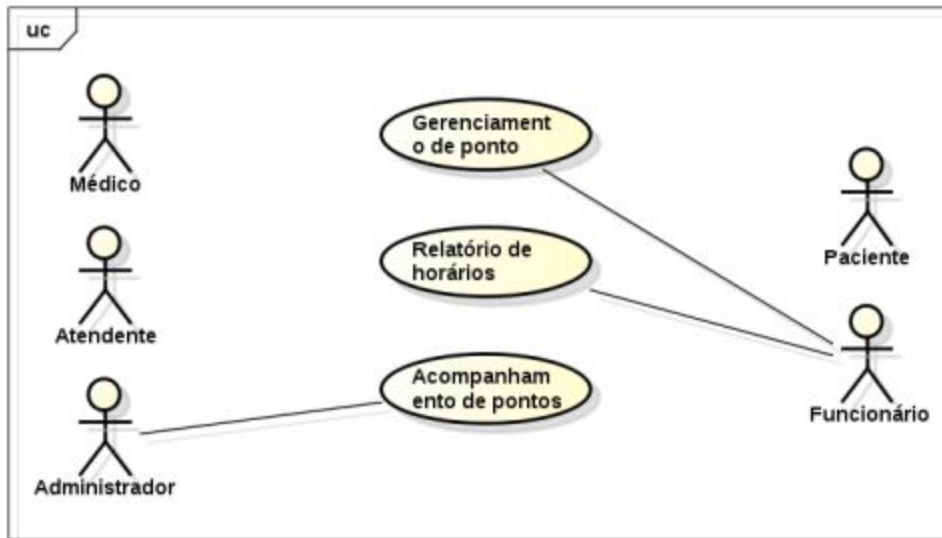 uc
Médico
Gerenciament
o de ponto
Paciente
Atendente
Relatório de
horários
Funcionário
Administrador
Acompanham
ento de pontos